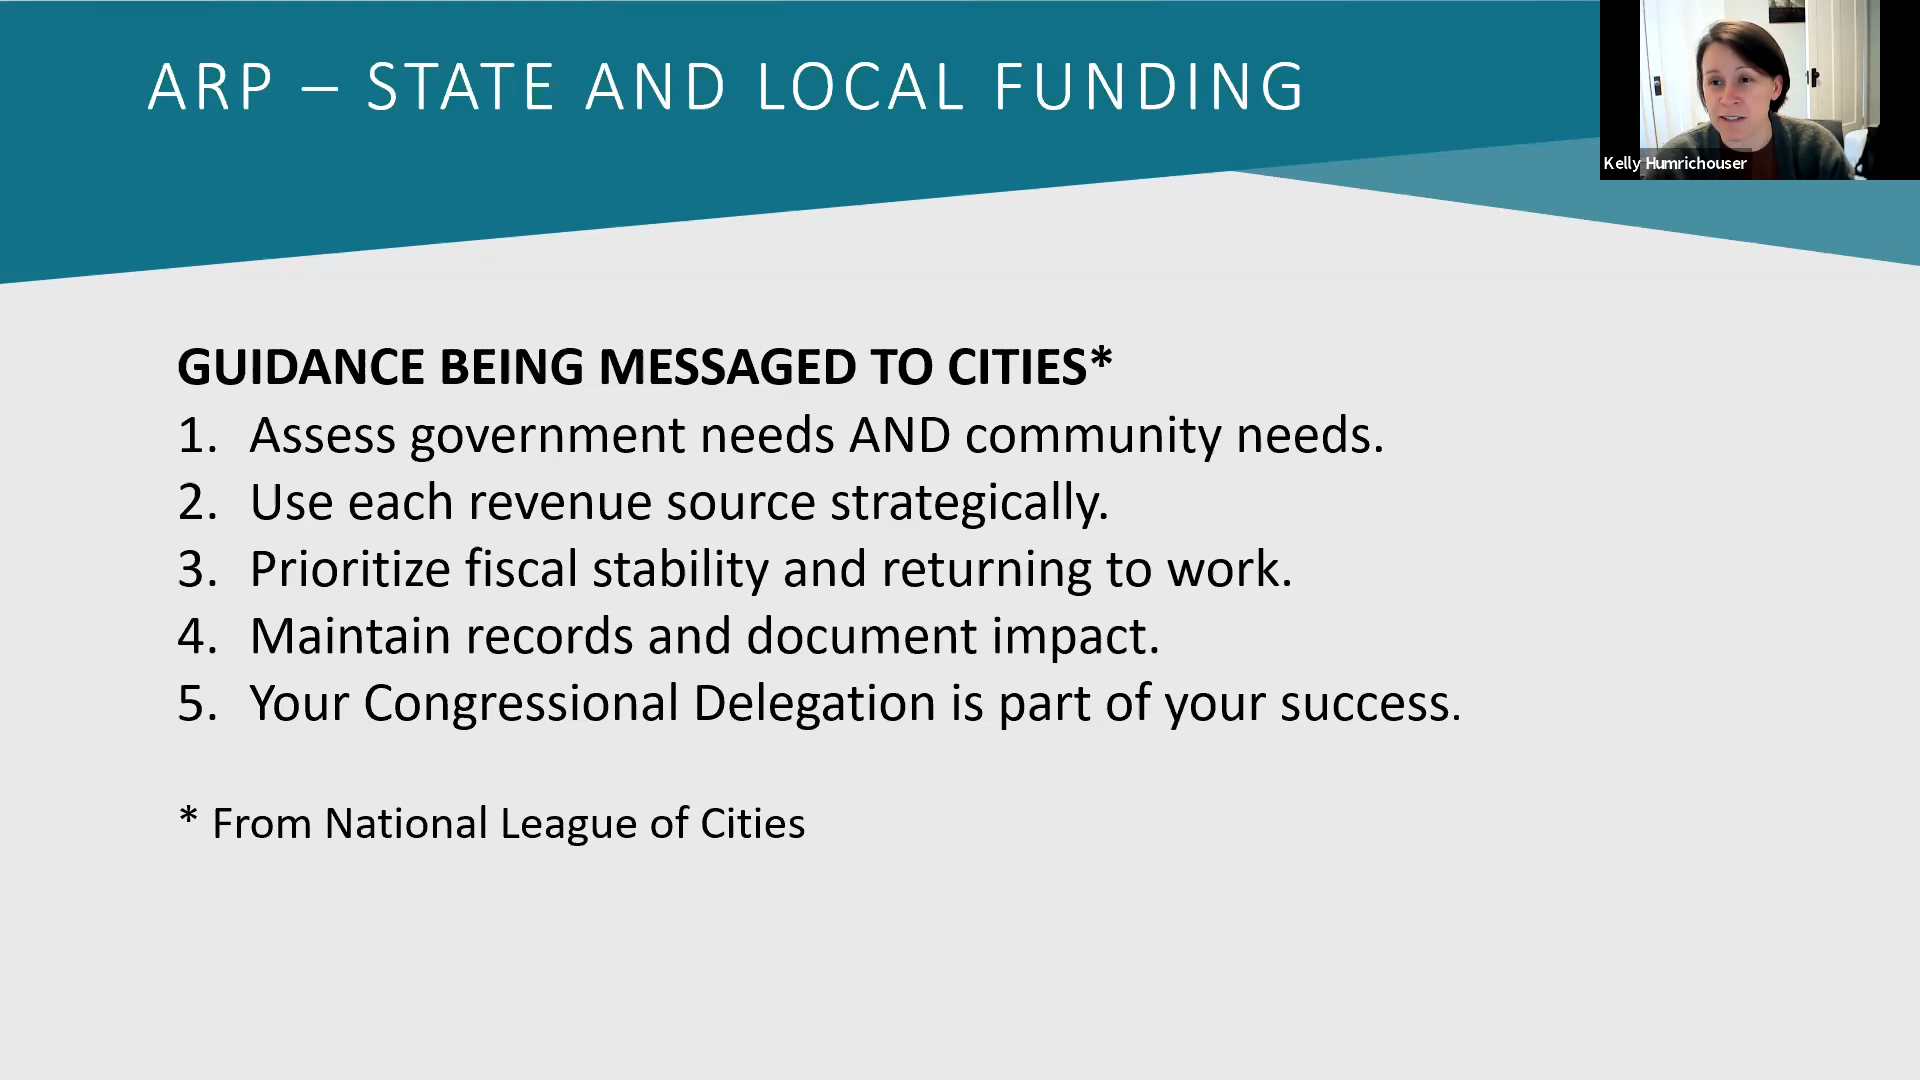 ARP – STATE AND LOCAL FUNDING
Kelly Humrichouser
GUIDANCE BEING MESSAGED TO CITIES*
1. Assess government needs AND community needs.
2. Use each revenue source strategically.
3. Prioritize fiscal stability and returning to work.
4. Maintain records and document impact.
5. Your Congressional Delegation is part of your success.
* From National League of Cities